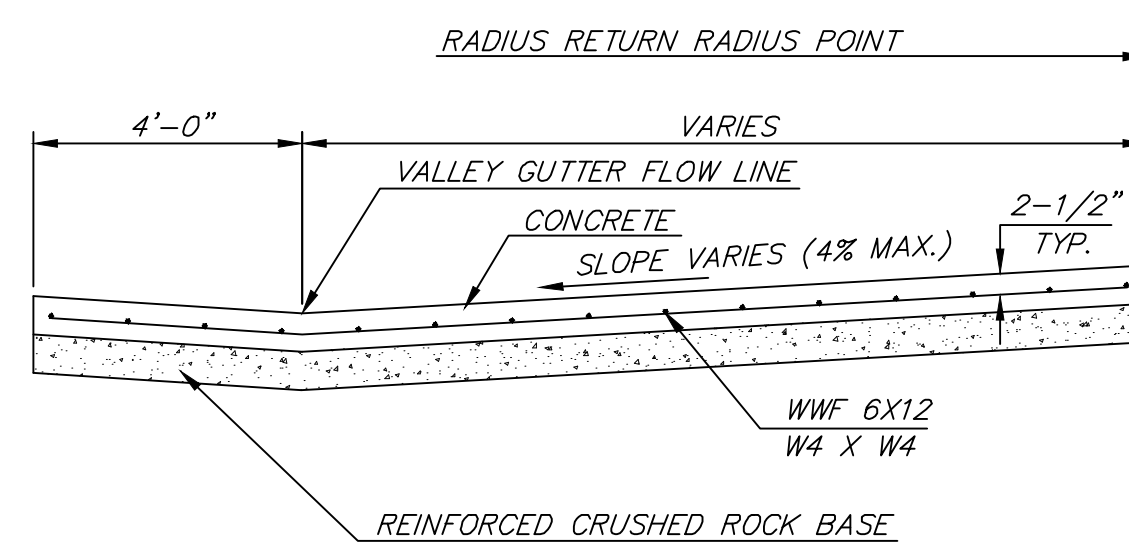 RADIUS RETURN RADIUS POINT
4'-0"
VARIES
VALLEY GUTTER FLOW LINE
CONCRETE
2-1/2"
TYP.
SLOPE VARIES (4% MAX.)
WWF 6X12
W4 X W4
REINFORCED CRUSHED ROCK BASE